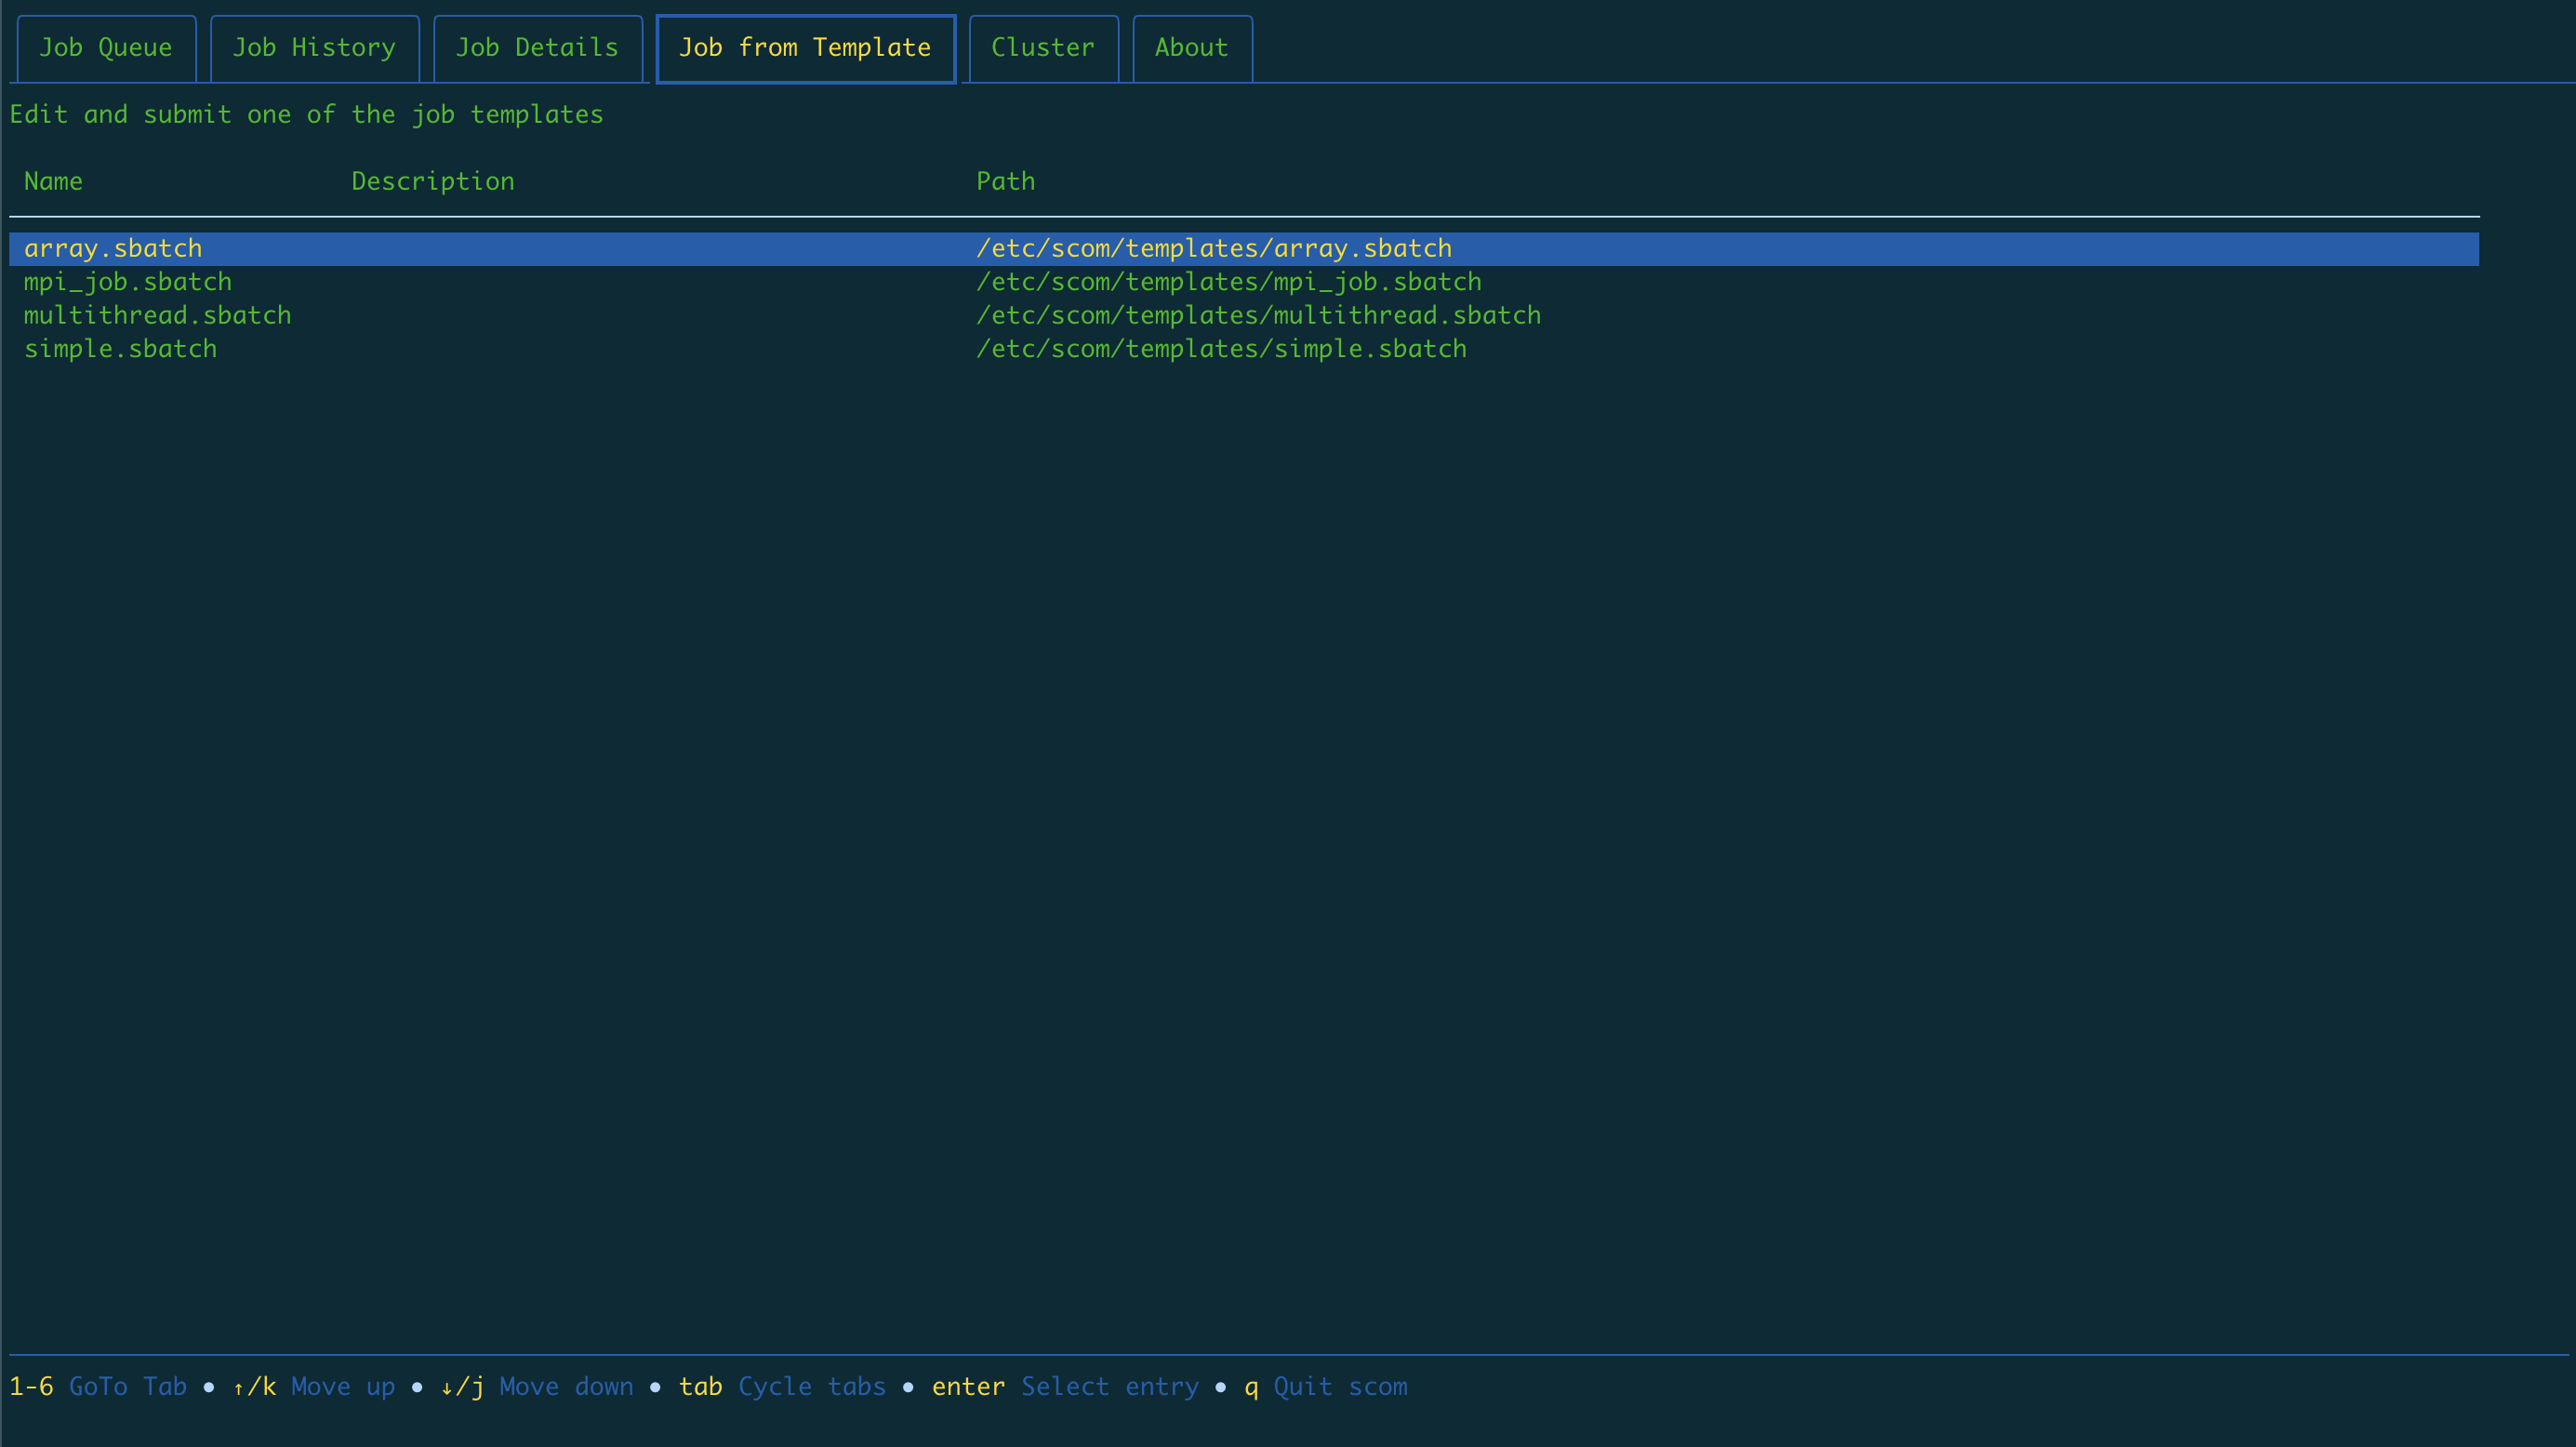 Job Queue Job History Job Details Job from Template Cluster About
Edit and submit one of the job templates
Name Description Path
array.sbatch /etc/scom/templates/array.sbatch
mpi_job.sbatch /etc/scom/templates/mpi_job.sbatch
multithread.sbatch /etc/scom/templates/multithread.sbatch
simple.sbatch /etc/scom/templates/simple.sbatch
1-6 GoTo Tab • ↑/k Move up • ↓/j Move down • tab Cycle tabs • enter Select entry • q Quit scom